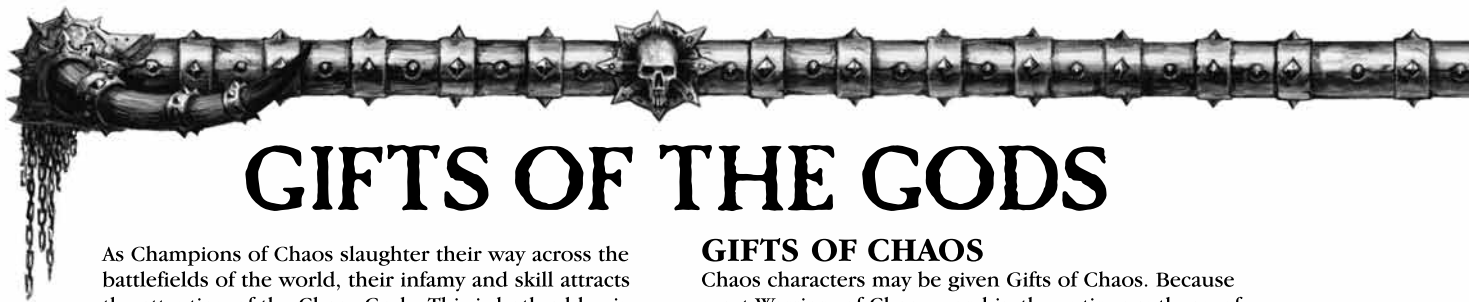 GIFTS OF THE GODS
As Champions of Chaos slaughter their way across the
battlefields of the world, their infamy and skill attracts
GIFTS OF CHAOS
Chaos characters may be given Gifts of Chaos. Because